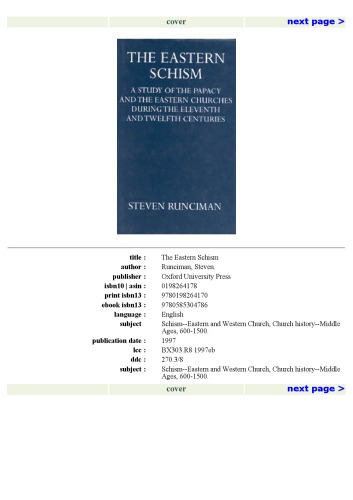 cover next page >
THE EASTERN
SCHISM
A STUDY OF THE PAPACY
AND THE EASTERN CHURCHES
DURING THE ELEVENTH
AND TWELFTH CENTURIES
STEVEN RUNCIMAN
title : The Eastern Schism
author : Runciman, Steven.
publisher : Oxford University Press
isbn10 | asin : 0198264178
print isbn13 : 9780198264170
ebook isbn13 : 9780585304786
language : English
subject Schism--Eastern and Western Church, Church history--Middle
Ages, 600-1500.
publication date : 1997
lcc : BX303.R8 1997eb
ddc : 270.3/8
subject : Schism--Eastern and Western Church, Church history--Middle
Ages, 600-1500.
cover next page >